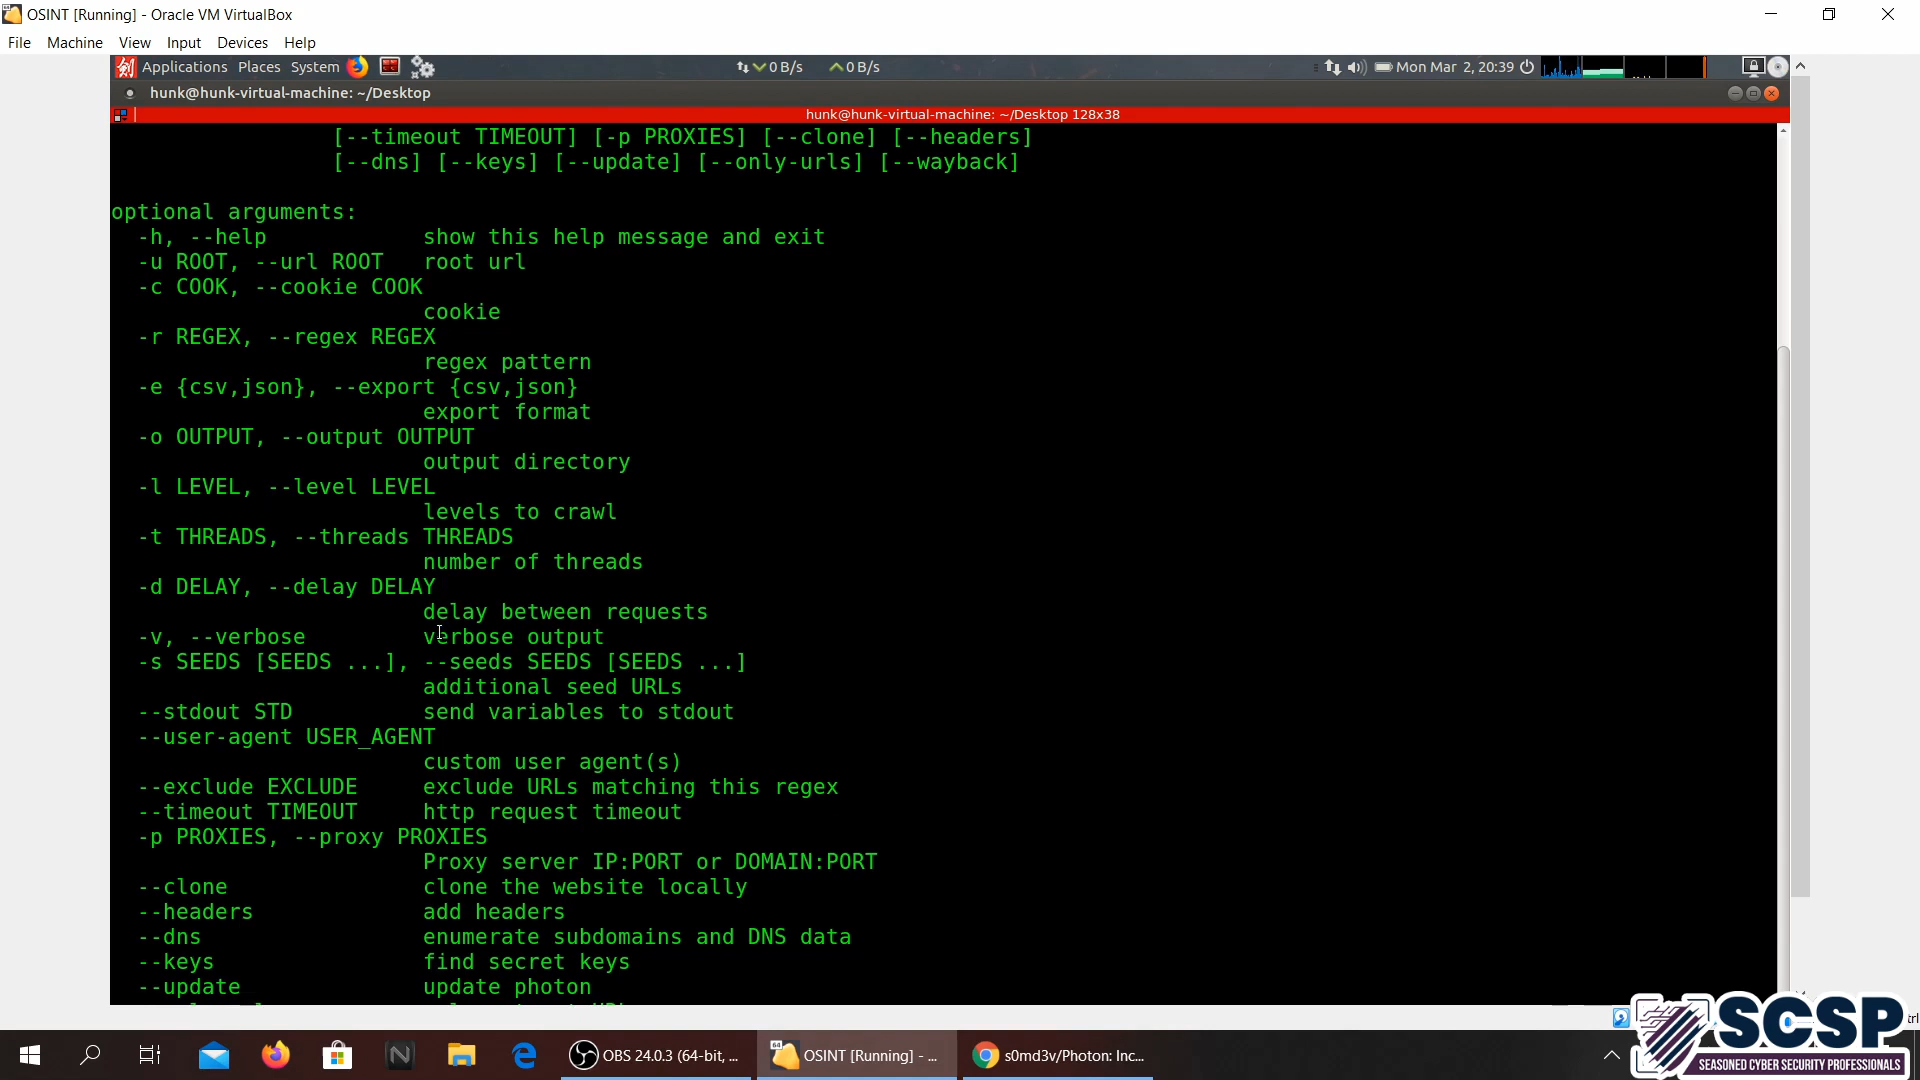 OSINT [Running] - Oracle VM VirtualBox
File Machine View Input Devices Help
Applications Places System 0 B/s 0 B/s Mon Mar 2, 20:39
hunk@hunk-virtual-machine: ~/Desktop
hunk@hunk-virtual-machine: ~/Desktop 128x38
[--timeout TIMEOUT] [-p PROXIES] [--clone] [--headers]
[--dns] [--keys] [--update] [--only-urls] [--wayback]
optional arguments:
-h, --help show this help message and exit
-u ROOT, --url ROOT root url
-c COOK, --cookie COOK
cookie
-r REGEX, --regex REGEX
regex pattern
-e {csv,json}, --export {csv,json}
export format
-o OUTPUT, --output OUTPUT
output directory
-l LEVEL, --level LEVEL
levels to crawl
-t THREADS, --threads THREADS
number of threads
-d DELAY, --delay DELAY
delay between requests
-v, --verbose verbose output
-s SEEDS [SEEDS ...], --seeds SEEDS [SEEDS ...]
additional seed URLs
--stdout STD send variables to stdout
--user-agent USER_AGENT
custom user agent(s)
--exclude EXCLUDE exclude URLs matching this regex
--timeout TIMEOUT http request timeout
-p PROXIES, --proxy PROXIES
Proxy server IP:PORT or DOMAIN:PORT
--clone clone the website locally
--headers add headers
--dns enumerate subdomains and DNS data
--keys find secret keys
--update update photon
SCSP
SEASONED CYBER SECURITY PROFESSIONALS
OBS 24.0.3 (64-bit, ... OSINT [Running] - ... s0md3v/Photon: Inc...